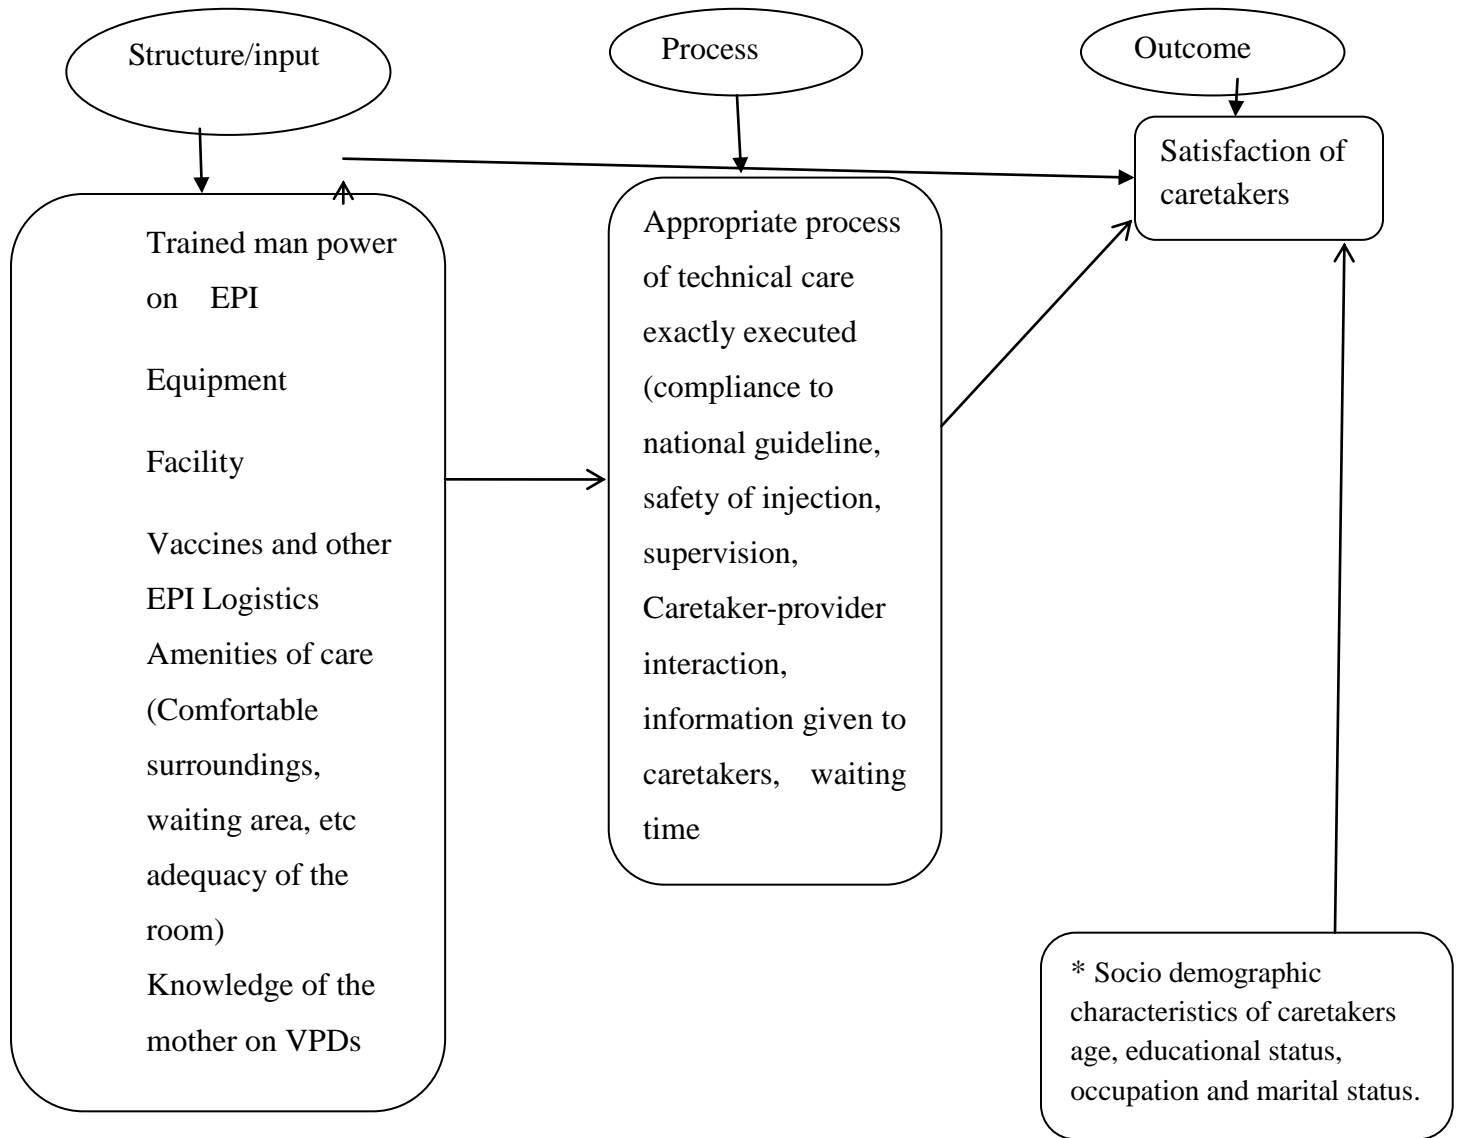 Structure/input
Process
Outcome
Trained man power
on EPI
Equipment
Facility
Vaccines and other
EPI Logistics
Amenities of care
(Comfortable
surroundings,
waiting area, etc
adequacy of the
room)
Knowledge of the
mother on VPDs
Appropriate process
of technical care
exactly executed
(compliance to
national guideline,
safety of injection,
supervision,
Caretaker-provider
interaction,
information given to
caretakers, waiting
time
Satisfaction of
caretakers
* Socio demographic
characteristics of caretakers
age, educational status,
occupation and marital status.